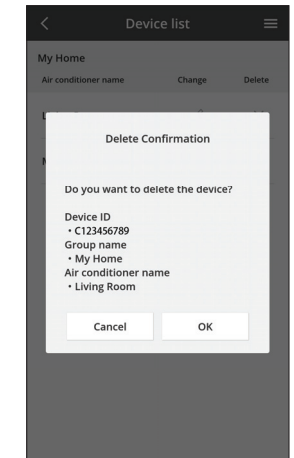 Device list
My Home
Air conditioner name Change Delete
Delete Confirmation
Do you want to delete the device?
Device ID
• C123456789
Group name
• My Home
Air conditioner name
• Living Room
Cancel OK